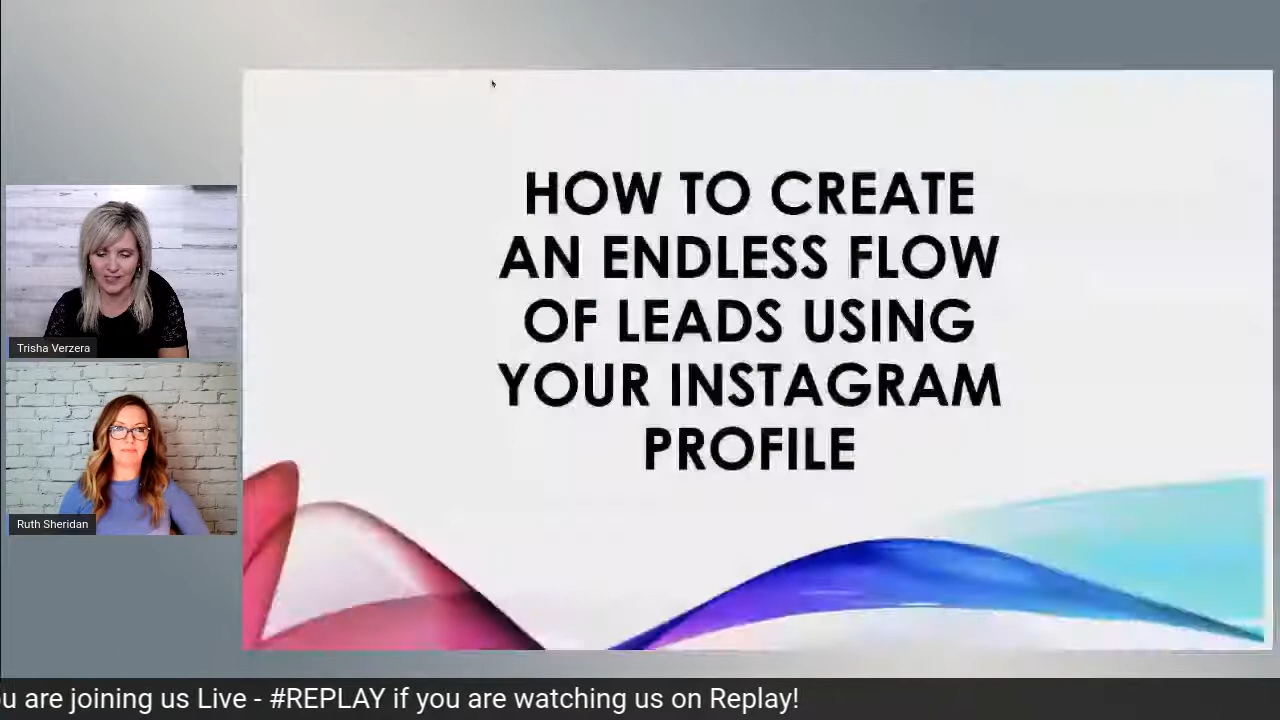 HOW TO CREATE
AN ENDLESS FLOW
OF LEADS USING
YOUR INSTAGRAM
PROFILE
Trisha Verzera
Ruth Sheridan
are joining us Live - #REPLAY if you are watching us on Replay!